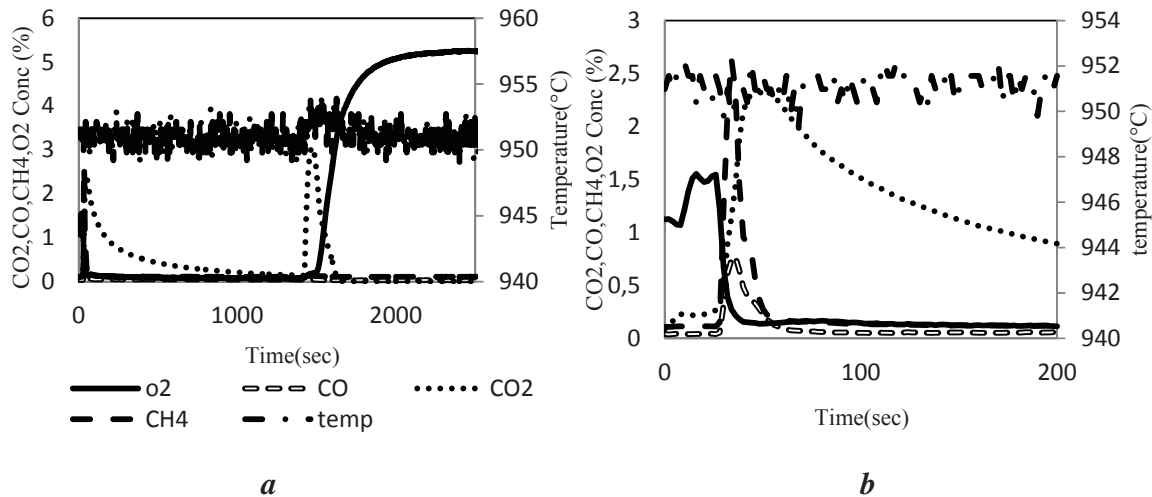 CO2,CO,CH4,O2 Conc (%)
6
5
4
3
2
1
0
960
955
950
945
940
Temperature(°C)
0 1000 2000
Time(sec)
o2 CO CO2
CH4 temp
a
CO2,CO,CH4,O2 Conc (%)
3
2,5
2
1,5
1
0,5
0
954
952
950
948
946
944
942
940
temperature(°C)
0 100 200
Time(sec)
b